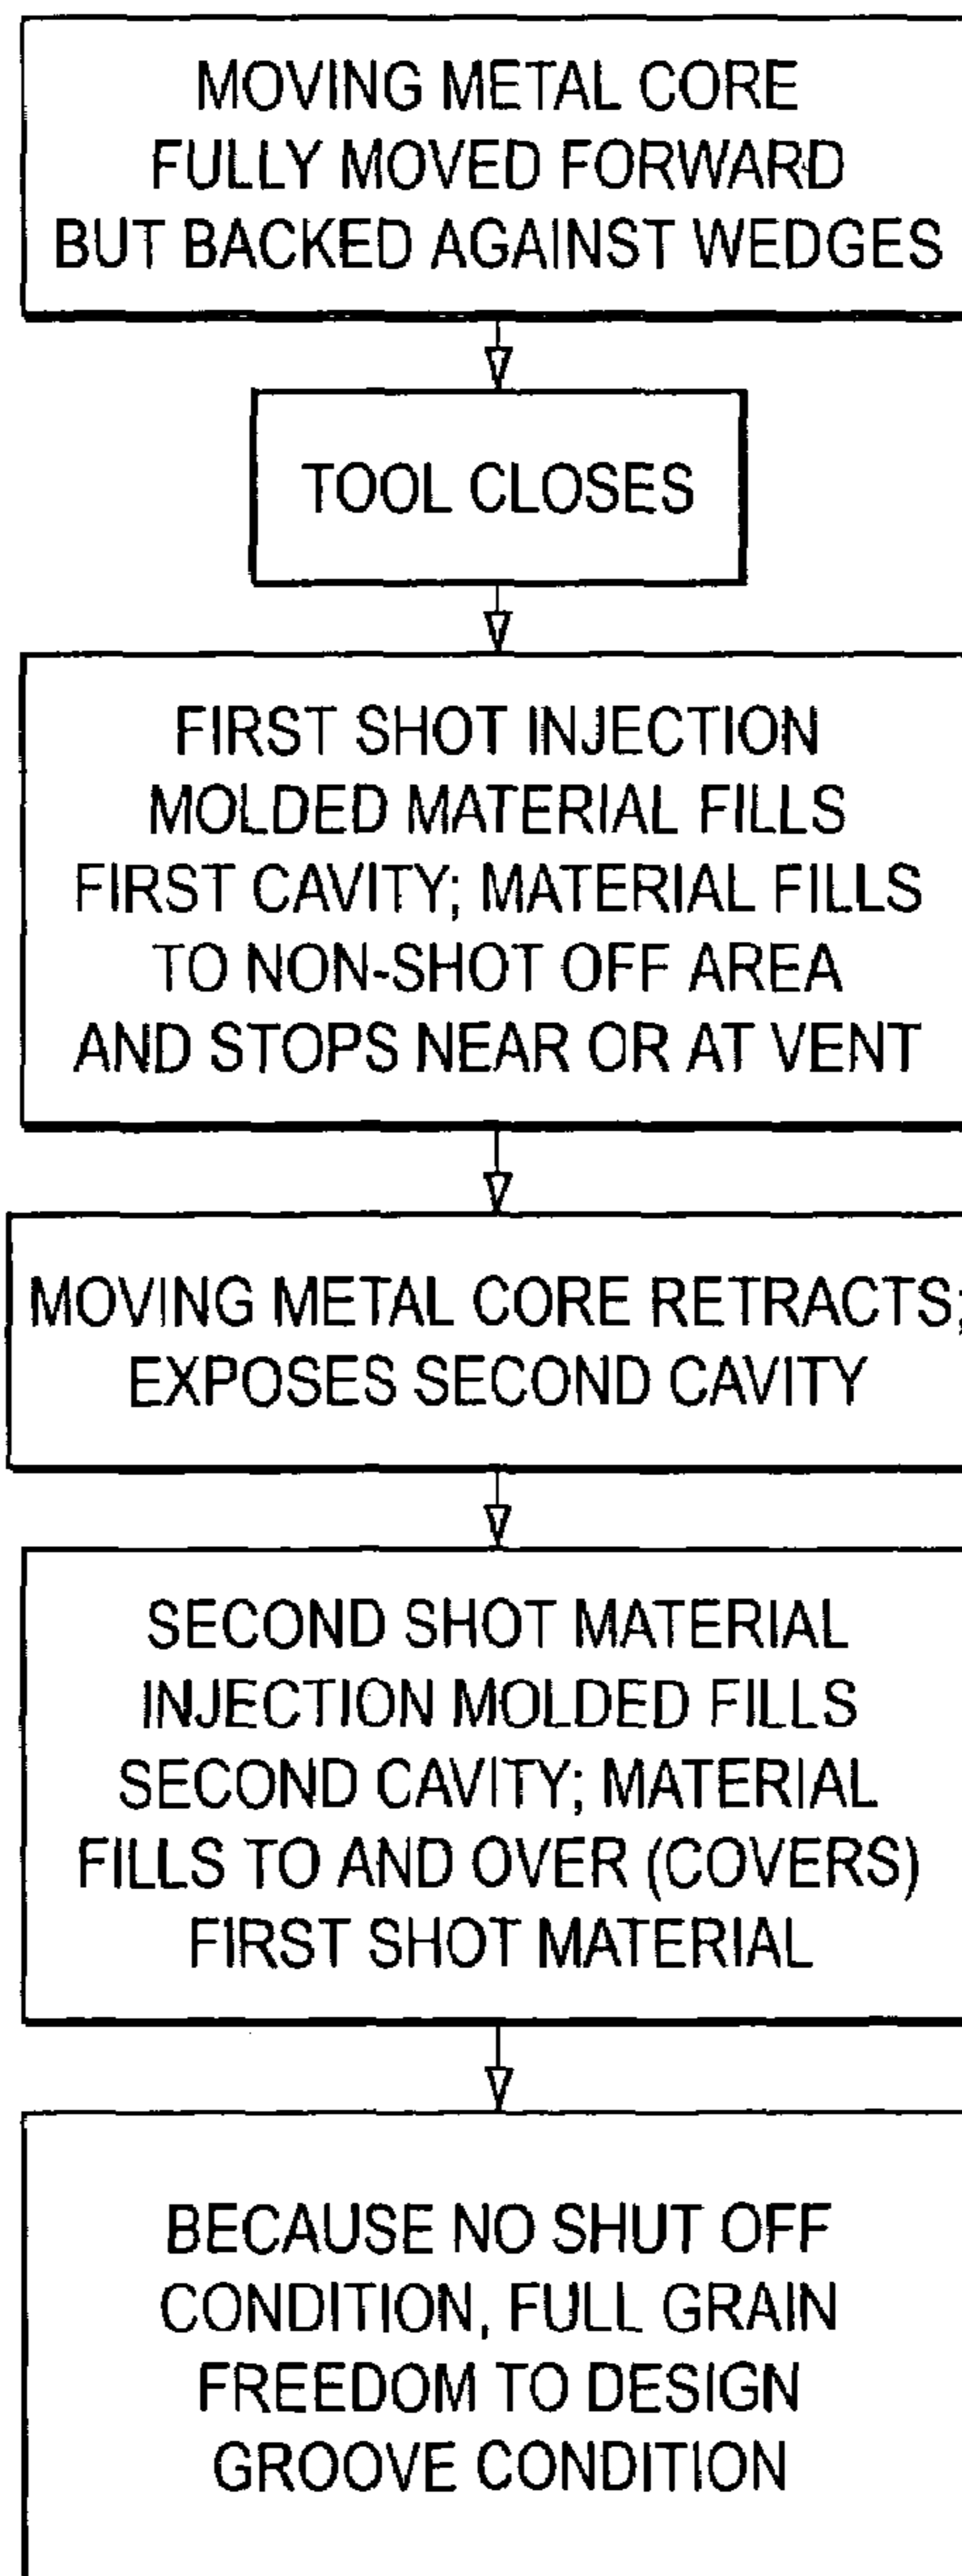 MOVING METAL CORE
FULLY MOVED FORWARD
BUT BACKED AGAINST WEDGES
TOOL CLOSES
FIRST SHOT INJECTION
MOLDED MATERIAL FILLS
FIRST CAVITY; MATERIAL FILLS
TO NON-SHOT OFF AREA
AND STOPS NEAR OR AT VENT
MOVING METAL CORE RETRACTS;
EXPOSES SECOND CAVITY
SECOND SHOT MATERIAL
INJECTION MOLDED FILLS
SECOND CAVITY; MATERIAL
FILLS TO AND OVER (COVERS)
FIRST SHOT MATERIAL
BECAUSE NO SHUT OFF
CONDITION, FULL GRAIN
FREEDOM TO DESIGN
GROOVE CONDITION